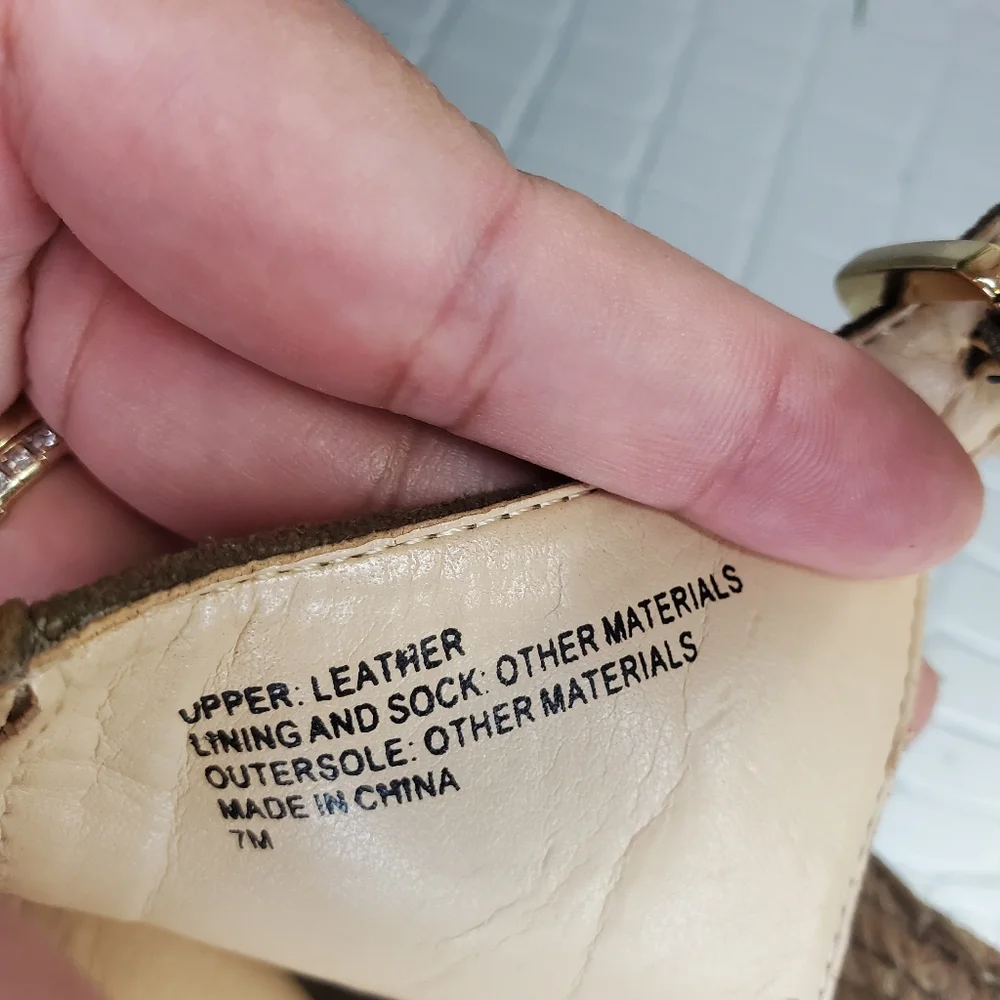 UPPER: LEATHER
LINING AND SOCK: OTHER MATERIALS
OUTERSOLE: OTHER MATERIALS
MADE IN CHINA
7M